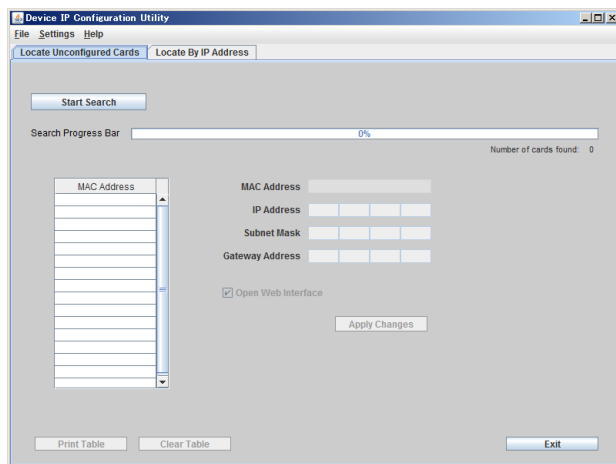 Device IP Configuration Utility
File Settings Help
Locate Unconfigured Cards Locate By IP Address
Start Search
Search Progress Bar 0%
Number of cards found: 0
MAC Address MAC Address
IP Address
Subnet Mask
Gateway Address
Open Web Interface
Apply Changes
Print Table Clear Table Exit